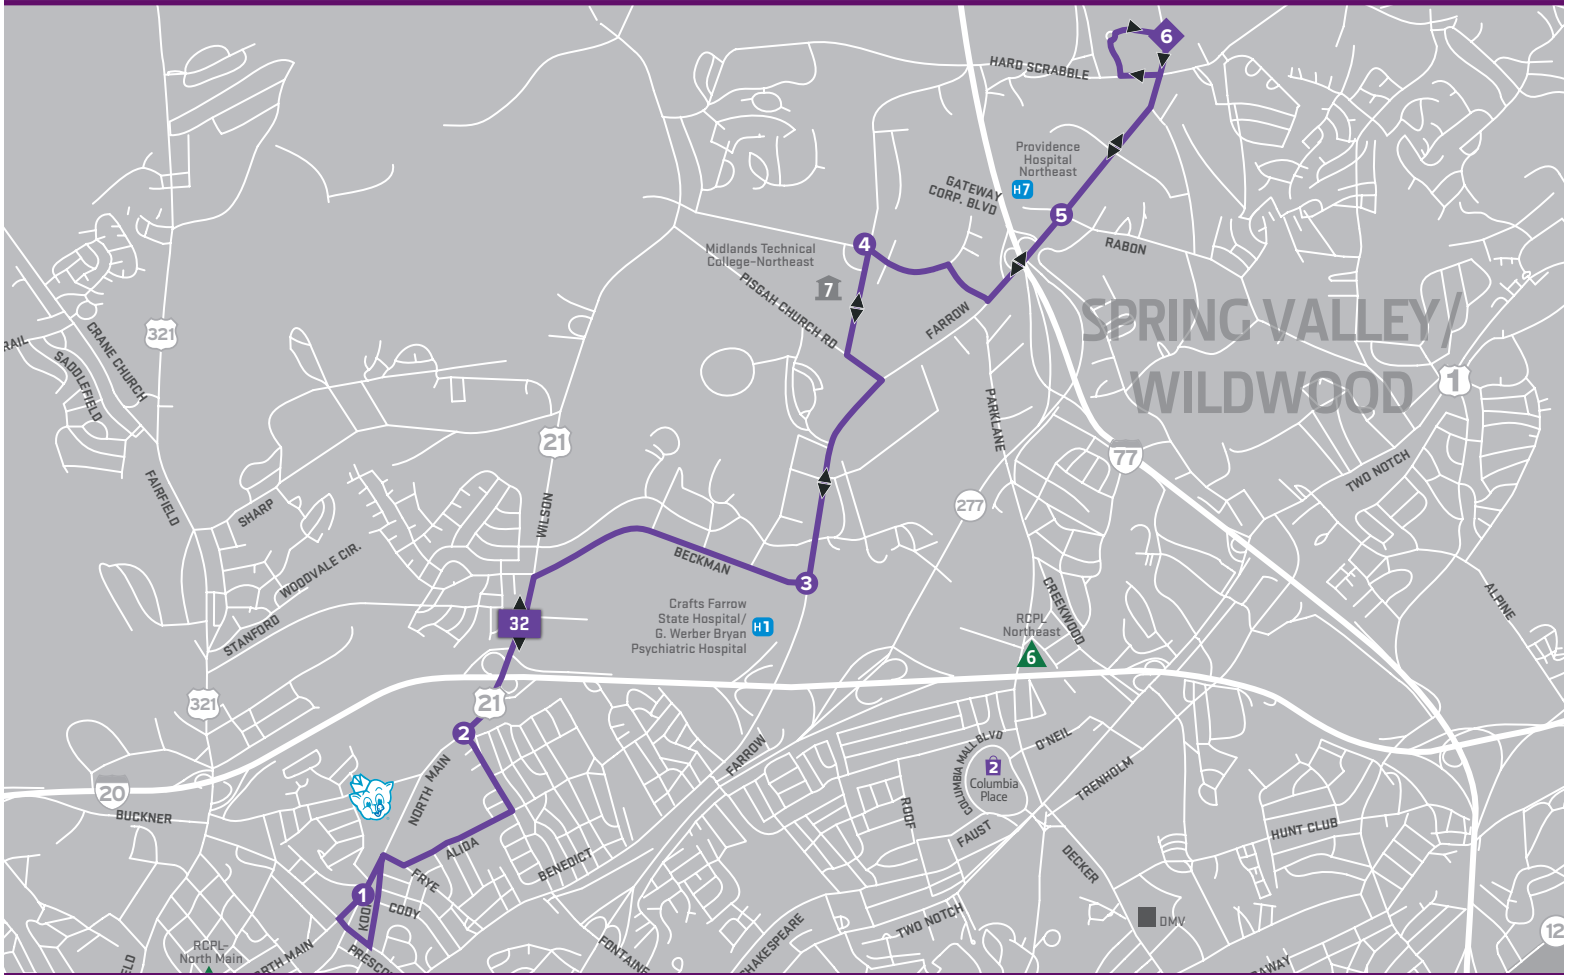 6
HARD SCRABBLE
Providence
Hospital
Northeast
H7
GATEWAY
CORP. BLVD
5
RABON
4
Midlands Technical
College-Northeast
7
PISGAH CHURCH RD
FARROW
SPRING VALLEY/
WILDWOOD
321
CRANE CHURCH
RAIL
SADDLEFIELD
1
PARKLANE
21
77
TWO NOTCH
FAIRFIELD
SHARP
WILSON
277
WOODVALE CIR.
BECKMAN
3
STANFORD
32
Crafts Farrow
State Hospital/
G. Werber Bryan
Psychiatric Hospital
H1
CREEKWOOD
RCPL
Northeast
6
ALPINE
321
21
2
NORTH MAIN
FARROW
COLUMBIA MALL BLVD
O'NEIL
2
Columbia
Place
TRENHOLM
20
BUCKNER
ROOF
FAUST
HUNT CLUB
ALIDA
BENEDICT
DECKER
FRYE
1
CODY
TWO NOTCH
DMV
12
RCPL-
North Main
PRESCO
FONTAINE
SHAKESPEARE